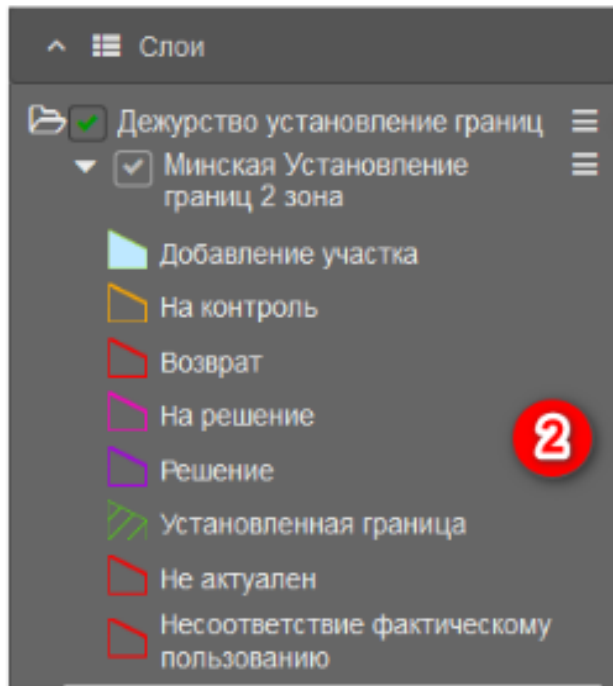 Слои
Дежурство установление границ
Минская Установление
границ 2 зона
Добавление участка
На контроль
Возврат
На решение
2
Решение
Установленная граница
Не актуален
Несоответствие фактическому
пользованию